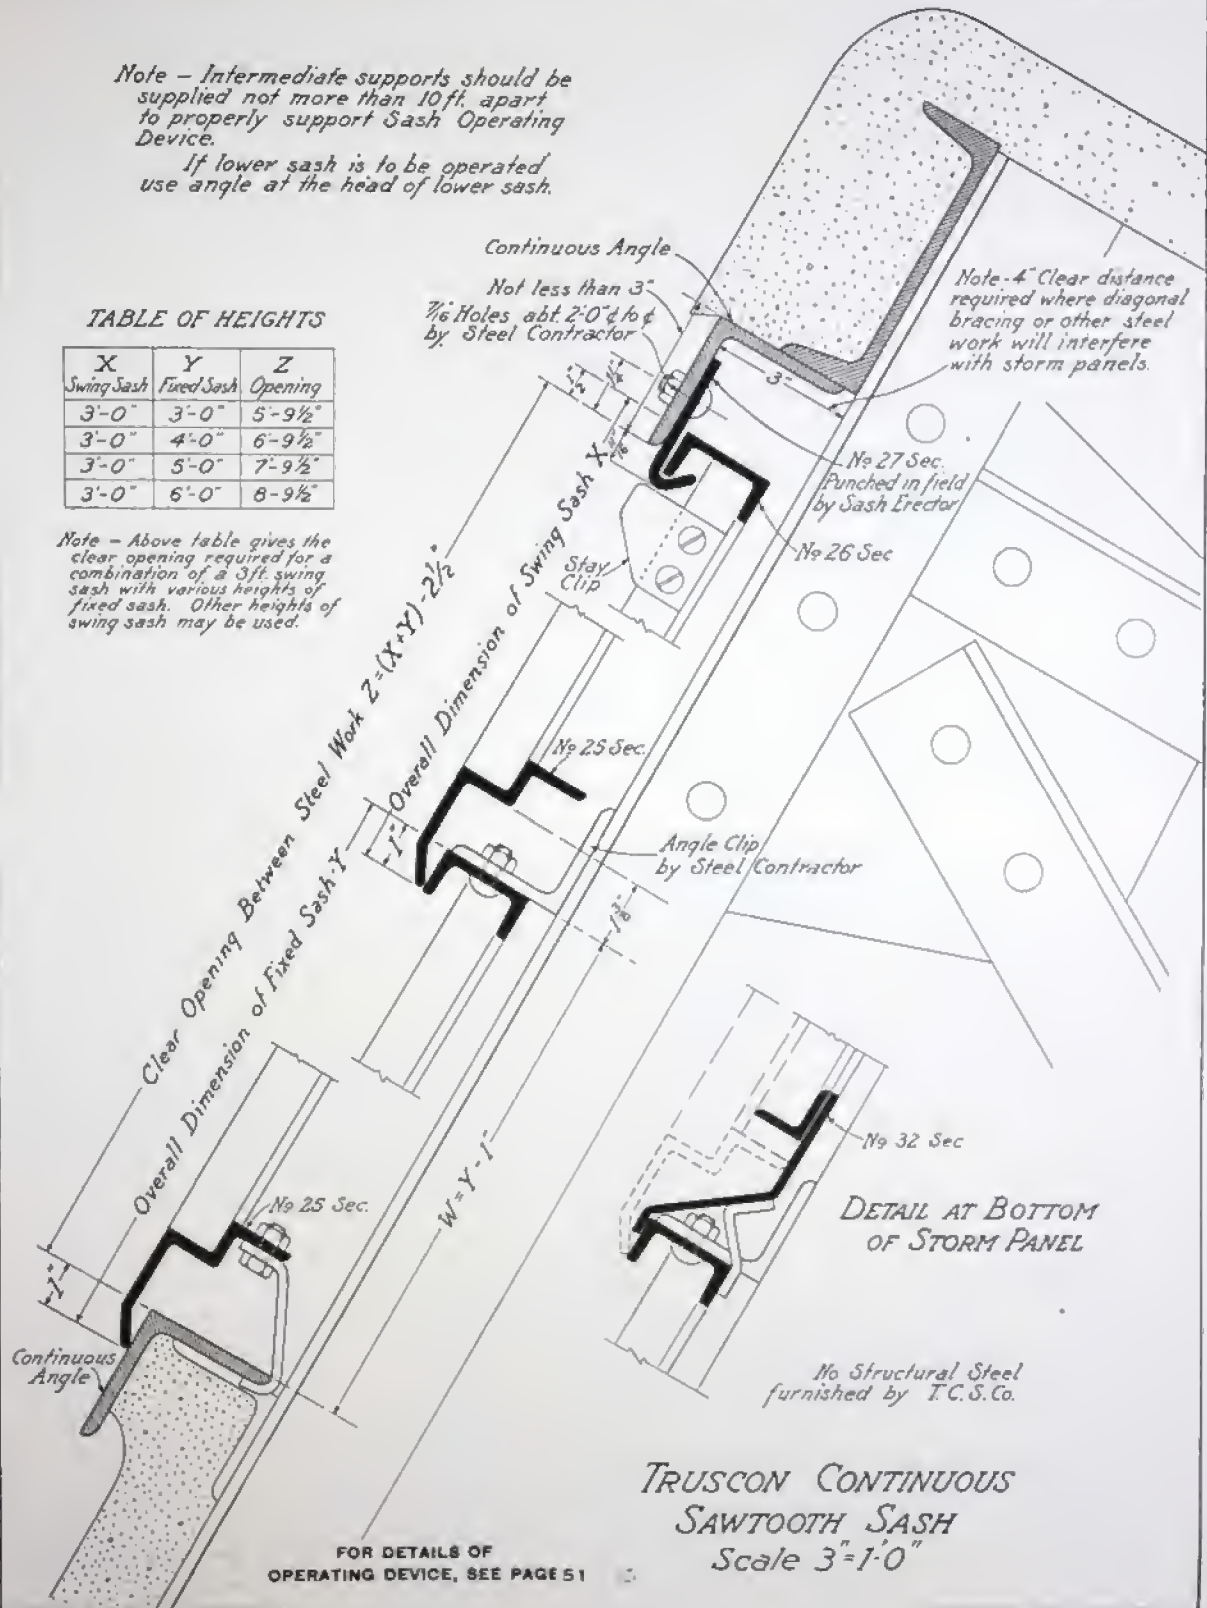 Note – Intermediate supports should be
supplied not more than 10 ft. apart
to properly support Sash Operating
Device.
If lower sash is to be operated
use angle at the head of lower sash.
Continuous Angle
Not less than 3"
7/16" Holes abt. 2'-0" ¢ to ¢
by Steel Contractor
Note - 4" Clear distance
required where diagonal
bracing or other steel
work will interfere
with storm panels.
TABLE OF HEIGHTS
X Y Z
Swing Sash Fixed Sash Opening
3'-0" 3'-0" 5'-9½"
3'-0" 4'-0" 6'-9½"
3'-0" 5'-0" 7'-9½"
3'-0" 6'-0" 8-9½"
Note – Above table gives the
clear opening required for a
combination of a 3ft. swing
sash with various heights of
fixed sash. Other heights of
swing sash may be used.
3"
No 27 Sec.
Punched in field
by Sash Erector
No 26 Sec
Stay
Clip
Clear Opening Between Steel Work Z=(X+Y)-2½"
Overall Dimension of Swing Sash X
Overall Dimension of Fixed Sash-Y
No 25 Sec.
1"
Angle Clip
by Steel Contractor
1 3/16"
W=Y-1"
No 25 Sec.
1"
Continuous
Angle
No 32 Sec
DETAIL AT BOTTOM
OF STORM PANEL
No Structural Steel
furnished by T.C.S.Co.
TRUSCON CONTINUOUS
SAWTOOTH SASH
Scale 3"=1'-0"
FOR DETAILS OF
OPERATING DEVICE, SEE PAGE 51